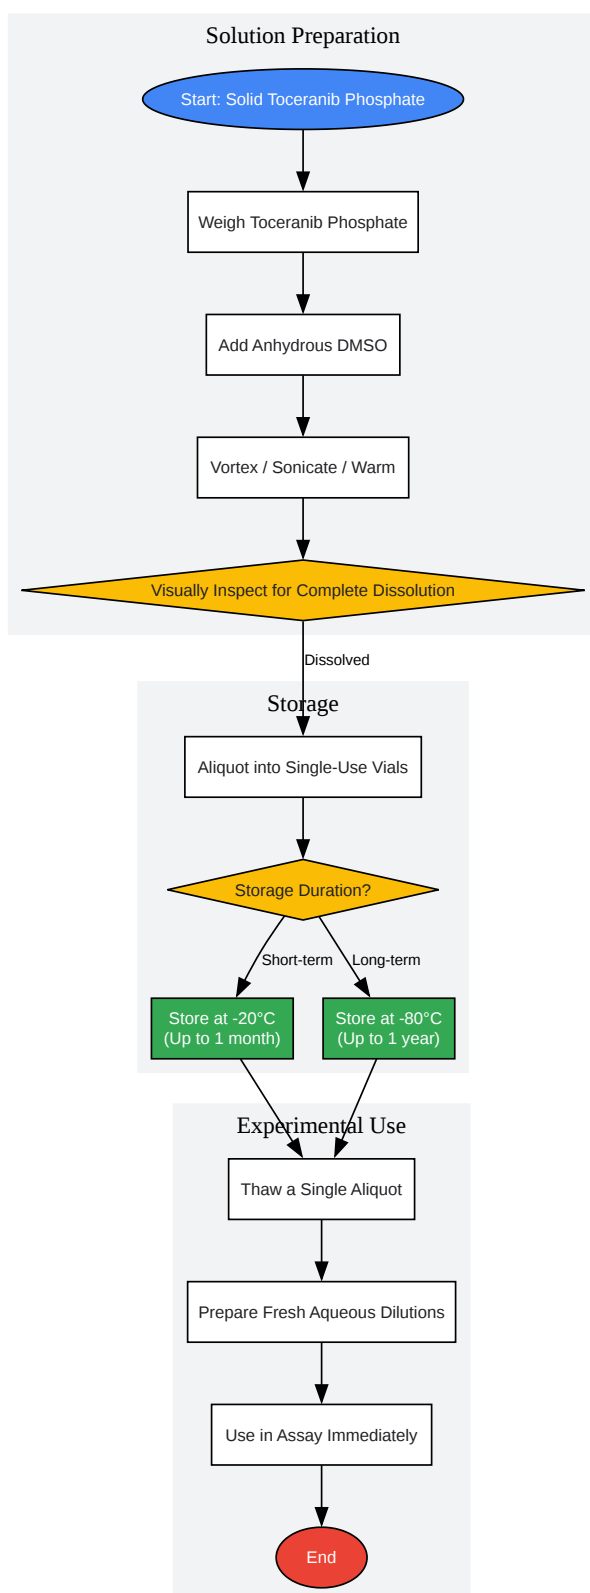 Solution Preparation
Start: Solid Toceranib Phosphate
Weigh Toceranib Phosphate
Add Anhydrous DMSO
Vortex / Sonicate / Warm
Visually Inspect for Complete Dissolution
Dissolved
Storage
Aliquot into Single-Use Vials
Storage Duration?
Short-term
Long-term
Store at -20°C
(Up to 1 month)
Store at -80°C
(Up to 1 year)
Experimental Use
Thaw a Single Aliquot
Prepare Fresh Aqueous Dilutions
Use in Assay Immediately
End